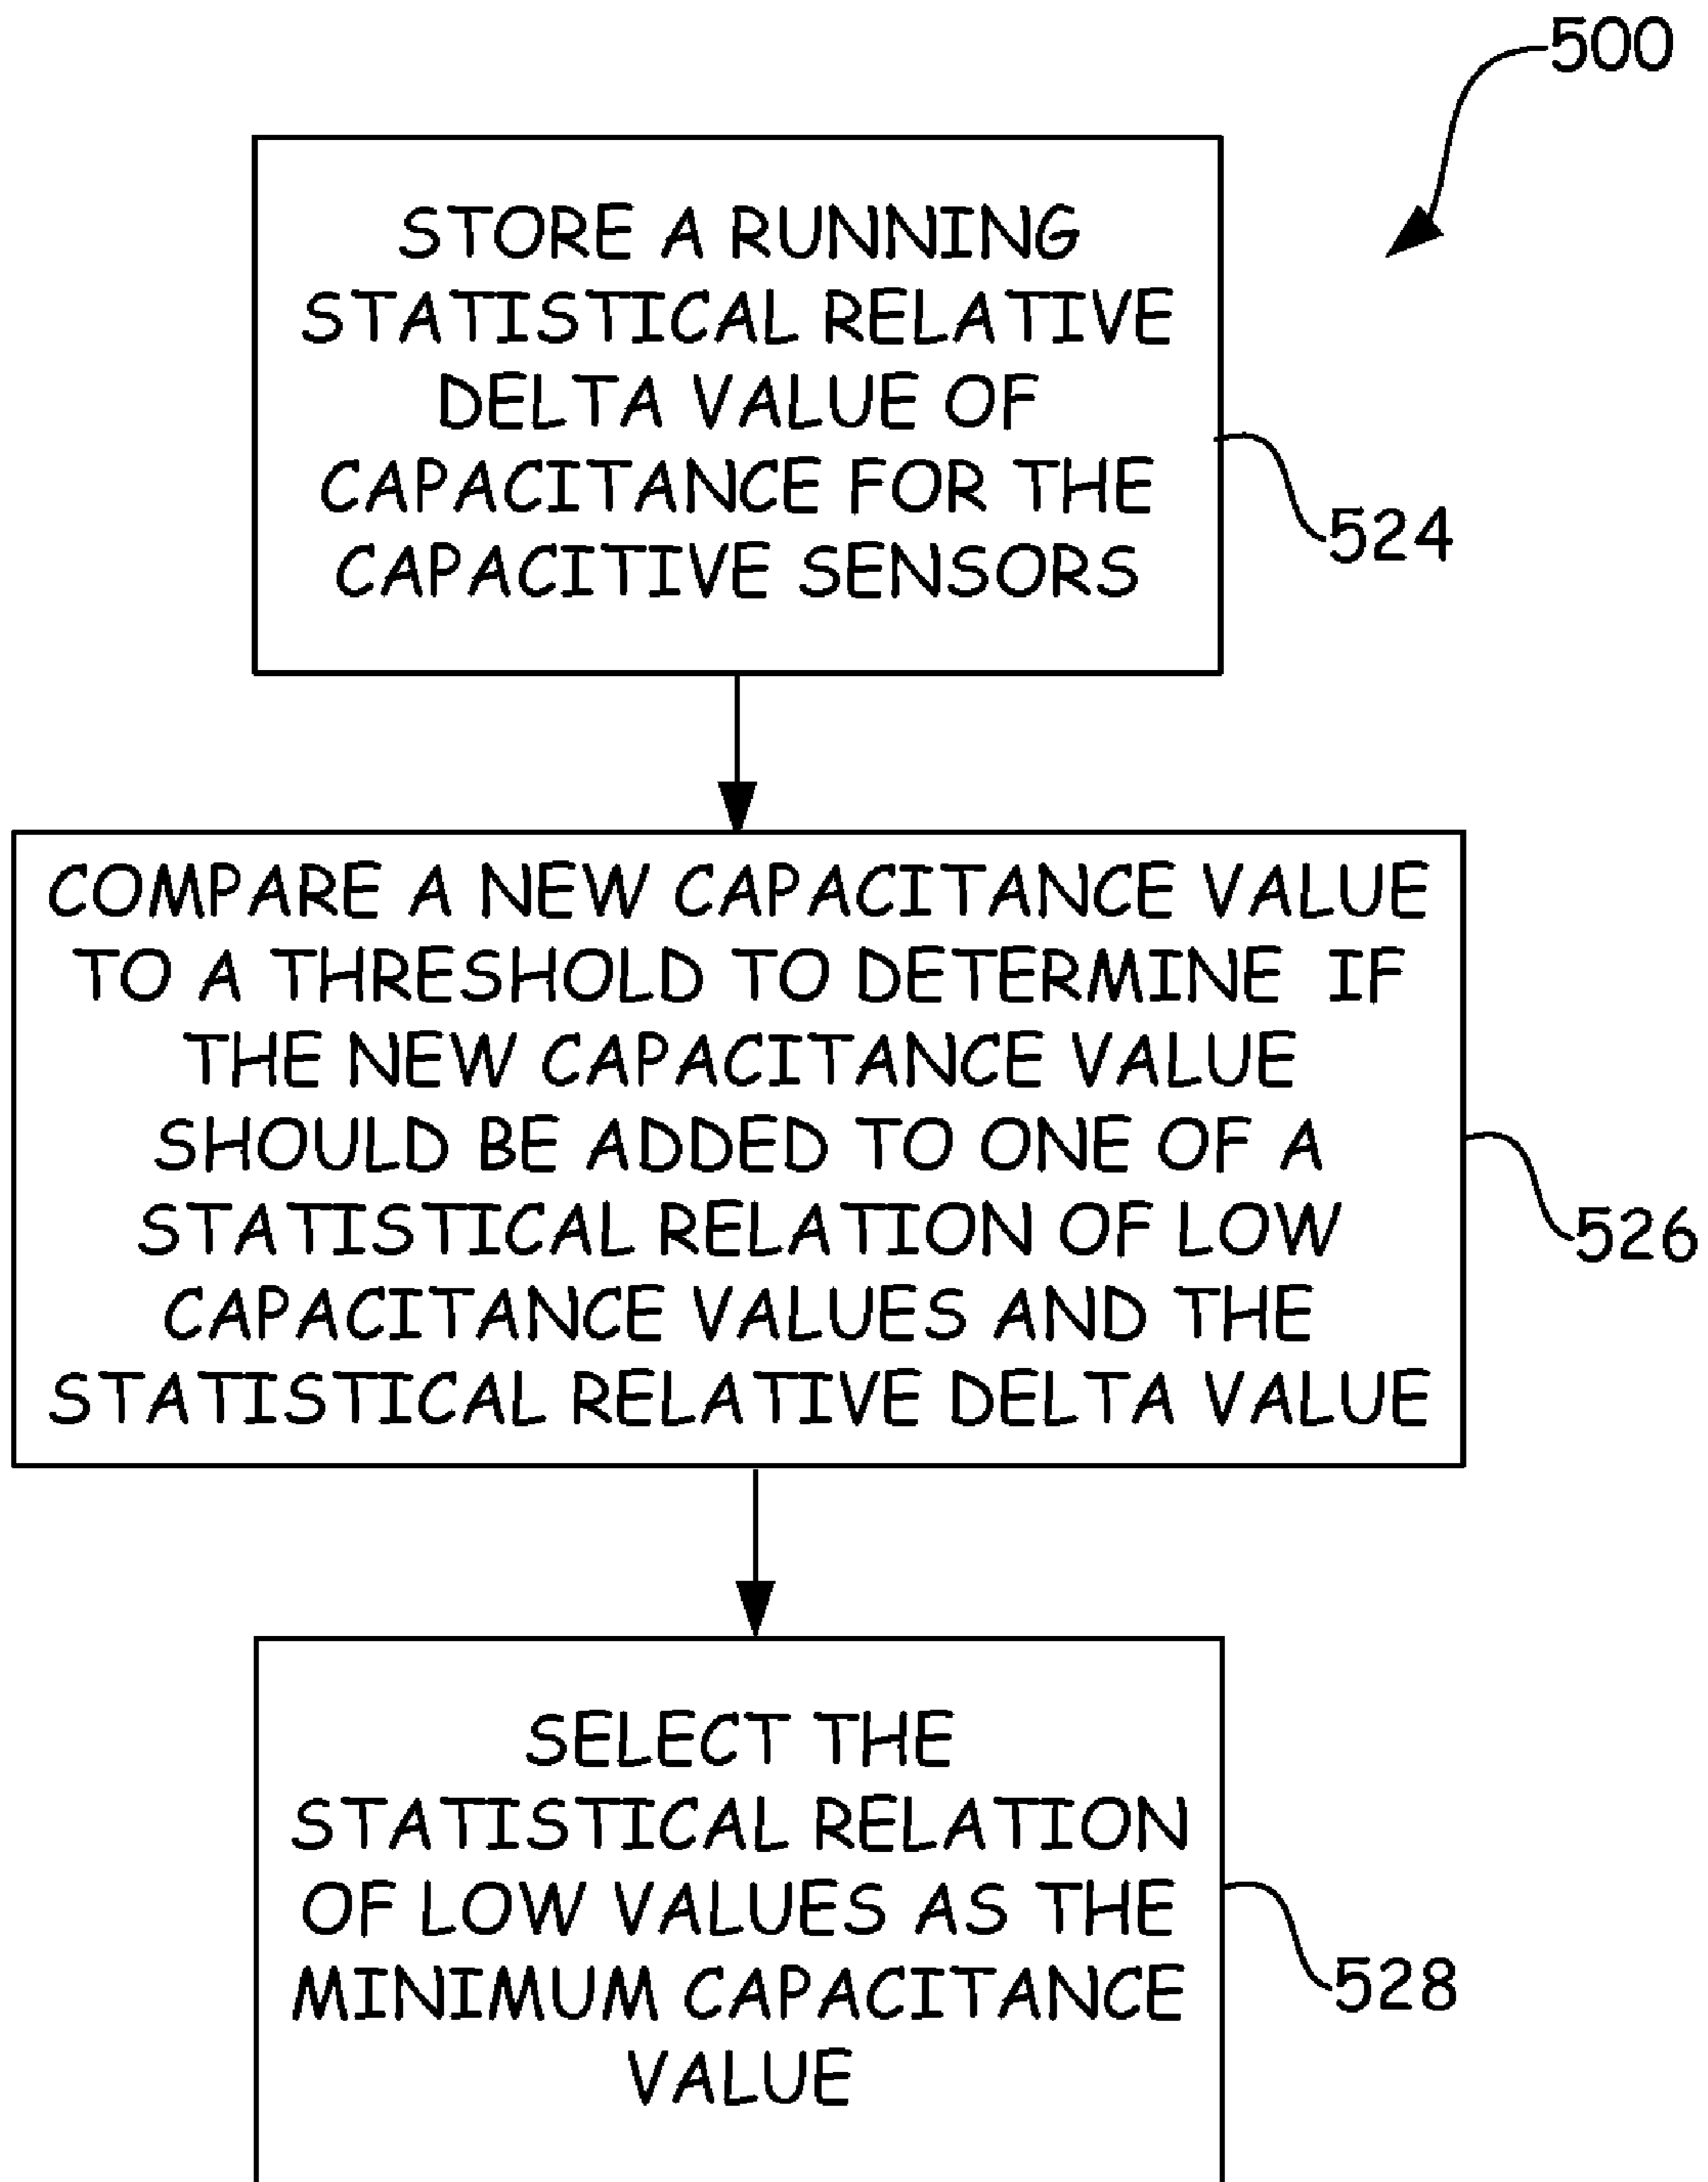 500
STORE A RUNNING
STATISTICAL RELATIVE
DELTA VALUE OF
CAPACITANCE FOR THE
CAPACITIVE SENSORS
524
COMPARE A NEW CAPACITANCE VALUE
TO A THRESHOLD TO DETERMINE IF
THE NEW CAPACITANCE VALUE
SHOULD BE ADDED TO ONE OF A
STATISTICAL RELATION OF LOW
CAPACITANCE VALUES AND THE
STATISTICAL RELATIVE DELTA VALUE
526
SELECT THE
STATISTICAL RELATION
OF LOW VALUES AS THE
MINIMUM CAPACITANCE
VALUE
528